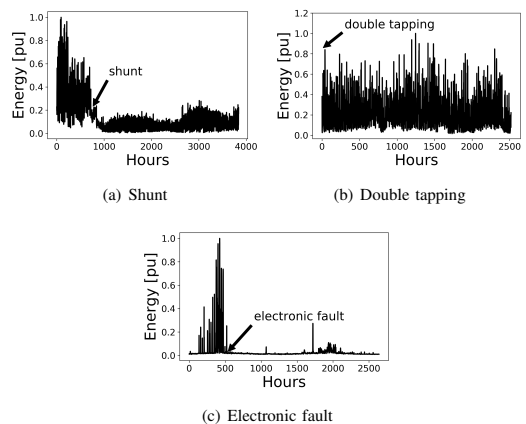 Energy [pu]
1.0
0.8
0.6
0.4
0.2
0.0
shunt
0 1000 2000 3000 4000
Hours
(a) Shunt
Energy [pu]
1.2
1.0
0.8
0.6
0.4
0.2
0.0
double tapping
0 500 1000 1500 2000 2500
Hours
(b) Double tapping
Energy [pu]
1.0
0.8
0.6
0.4
0.2
0.0
electronic fault
0 500 1000 1500 2000 2500
Hours
(c) Electronic fault